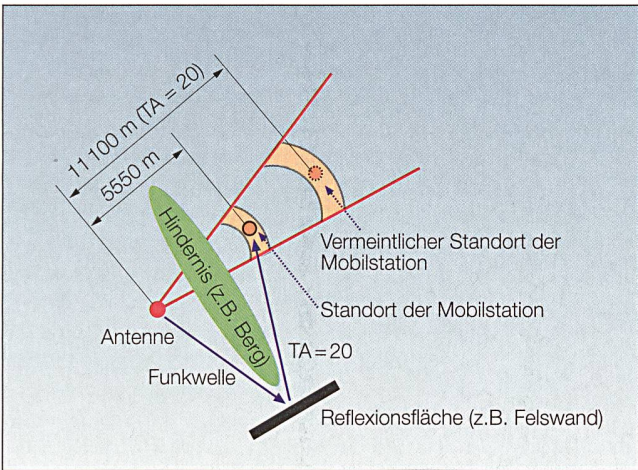 11100 m (TA = 20)
5550 m
Hindernis (z.B. Berg)
Vermeintlicher Standort der
Mobilstation
Standort der Mobilstation
Antenne
TA=20
Funkwelle
Reflexionsfläche (z.B. Felswand)